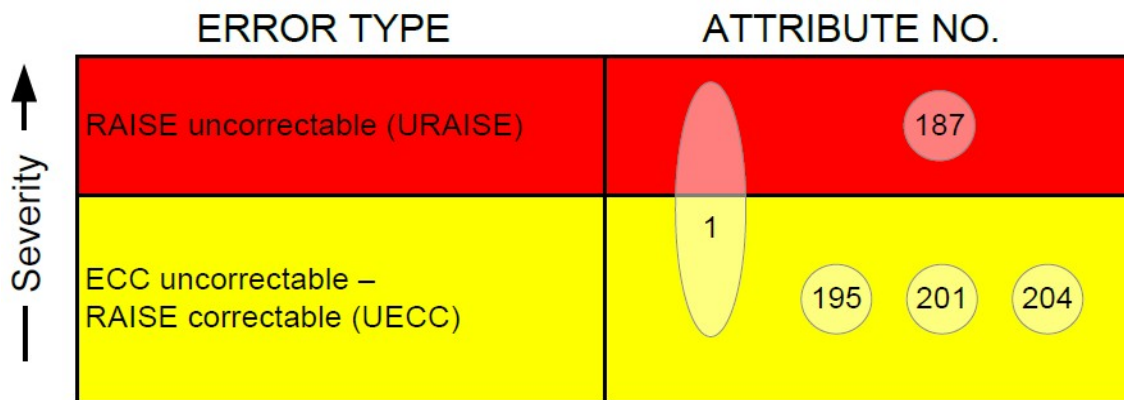 ERROR TYPE
ATTRIBUTE NO.
Severity
RAISE uncorrectable (URAISE)
187
1
ECC uncorrectable –
RAISE correctable (UECC)
195
201
204